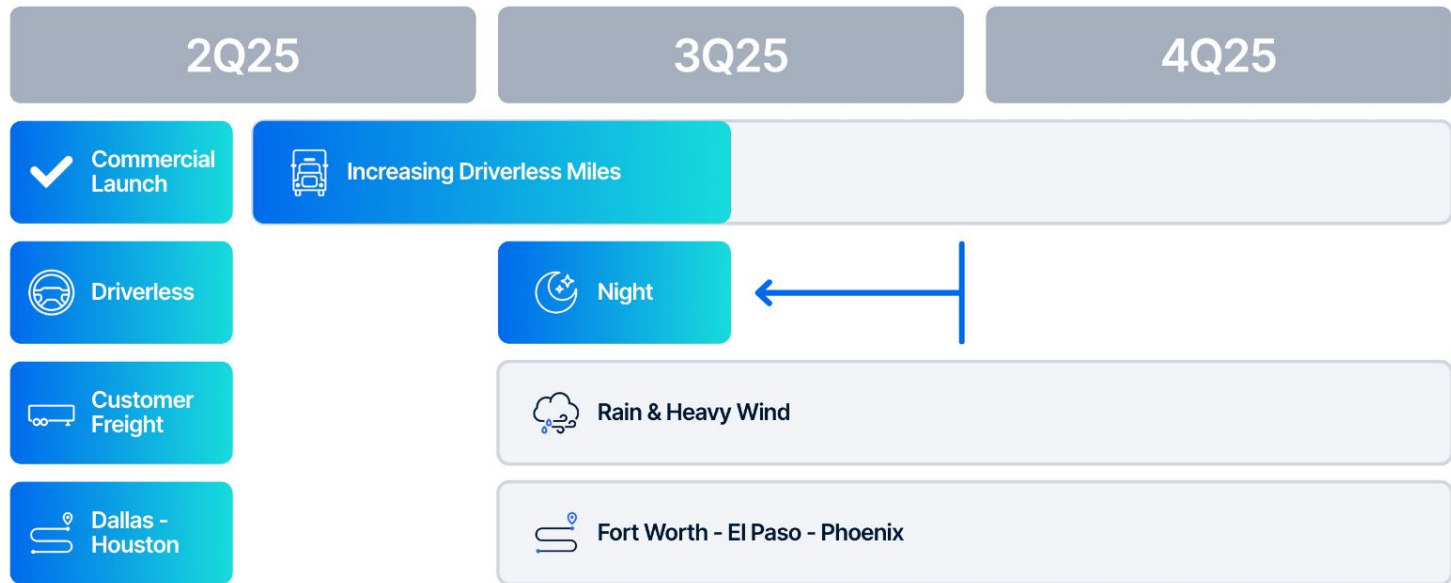 2Q25
3Q25
4Q25
Commercial
Launch
Increasing Driverless Miles
Driverless
Night
Customer
Freight
Rain & Heavy Wind
Dallas -
Houston
Fort Worth - El Paso - Phoenix